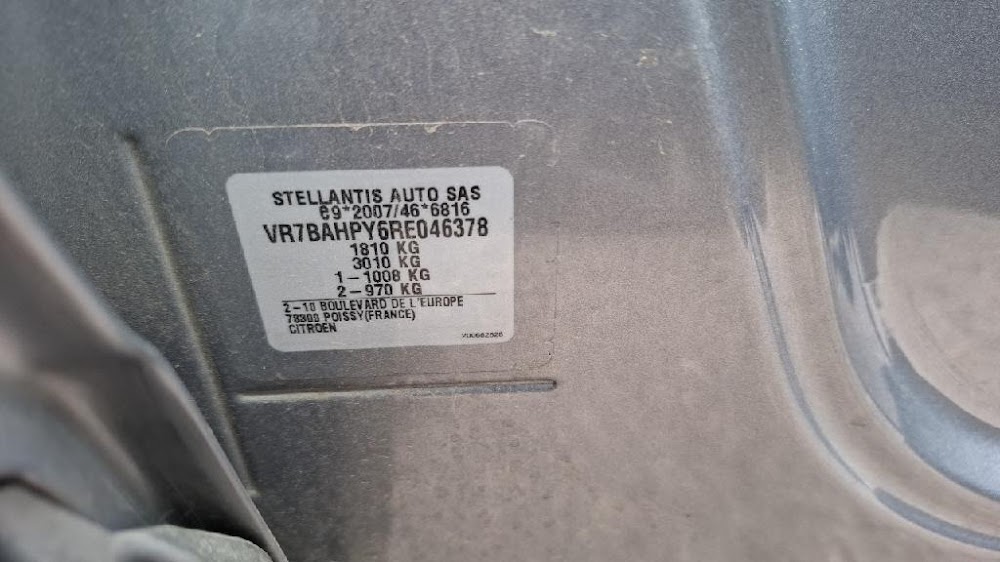 STELLANTIS AUTO SAS
e9*2007/46*6816
VR7BAHPY6RE046378
1810 KG
3010 KG
1-1008 KG
2-970 KG
2-10 BOULEVARD DE L'EUROPE
78300 POISSY(FRANCE)
CITROEN